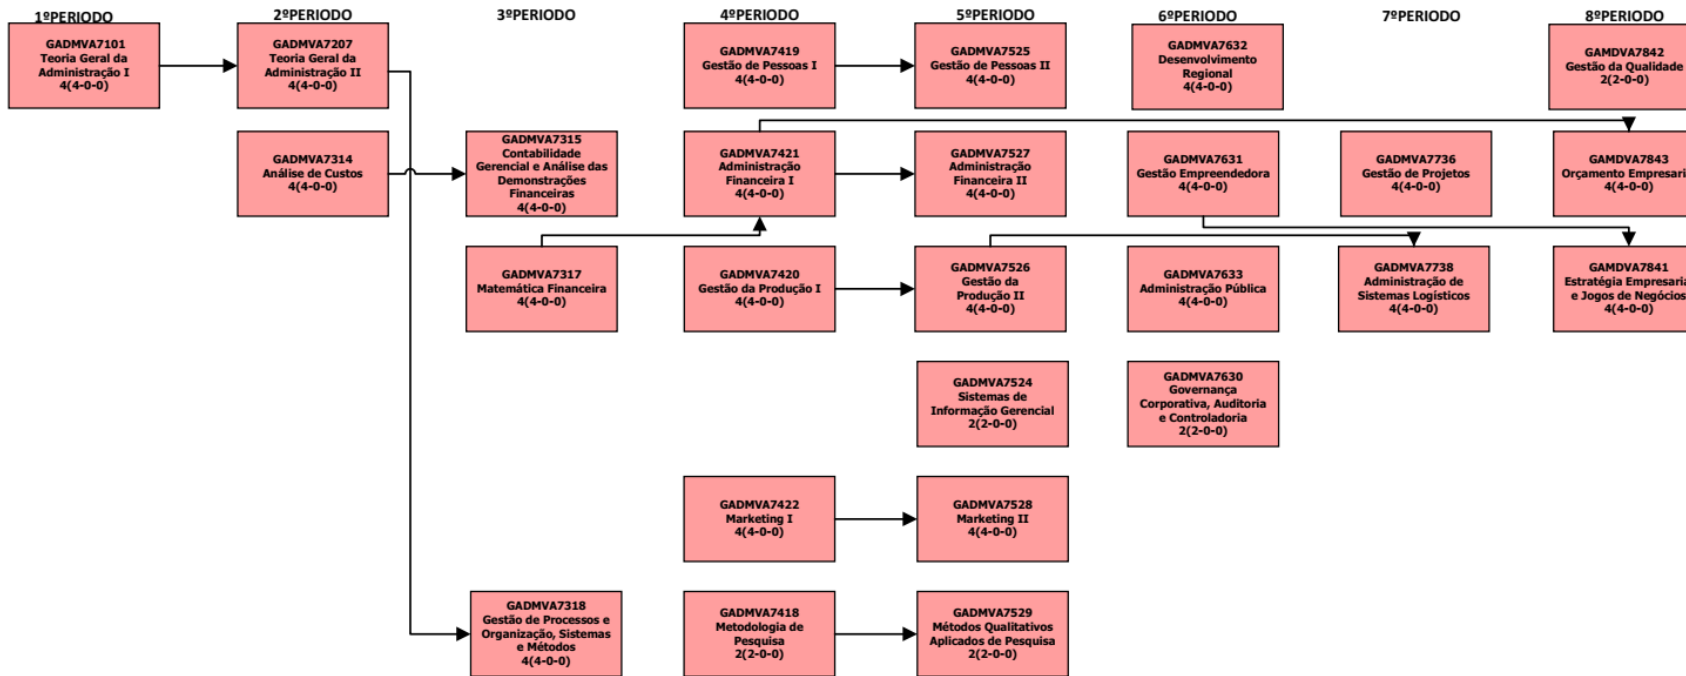 1ºPERIODO
2ºPERIODO
3ºPERIODO
4ºPERIODO
5ºPERIODO
6ºPERIODO
7ºPERIODO
8ºPERIODO
GADMVA7101
Teoria Geral da
Administração I
4(4-0-0)
GADMVA7207
Teoria Geral da
Administração II
4(4-0-0)
GADMVA7419
Gestão de Pessoas I
4(4-0-0)
GADMVA7525
Gestão de Pessoas II
4(4-0-0)
GADMVA7632
Desenvolvimento
Regional
4(4-0-0)
GAMDVA7842
Gestão da Qualidade
2(2-0-0)
GADMVA7314
Análise de Custos
4(4-0-0)
GADMVA7315
Contabilidade
Gerencial e Análise das
Demonstrações
Financeiras
4(4-0-0)
GADMVA7421
Administração
Financeira I
4(4-0-0)
GADMVA7527
Administração
Financeira II
4(4-0-0)
GADMVA7631
Gestão Empreendedora
4(4-0-0)
GADMVA7736
Gestão de Projetos
4(4-0-0)
GAMDVA7843
Orçamento Empresari
4(4-0-0)
GADMVA7317
Matemática Financeira
4(4-0-0)
GADMVA7420
Gestão da Produção I
4(4-0-0)
GADMVA7526
Gestão da
Produção II
4(4-0-0)
GADMVA7633
Administração Pública
4(4-0-0)
GADMVA7738
Administração de
Sistemas Logísticos
4(4-0-0)
GAMDVA7841
Estratégia Empresaria
e Jogos de Negócios
4(4-0-0)
GADMVA7524
Sistemas de
Informação Gerencial
2(2-0-0)
GADMVA7630
Governança
Corporativa, Auditoria
e Controladoria
2(2-0-0)
GADMVA7422
Marketing I
4(4-0-0)
GADMVA7528
Marketing II
4(4-0-0)
GADMVA7318
Gestão de Processos e
Organização, Sistemas
e Métodos
4(4-0-0)
GADMVA7418
Metodologia de
Pesquisa
2(2-0-0)
GADMVA7529
Métodos Qualitativos
Aplicados de Pesquisa
2(2-0-0)